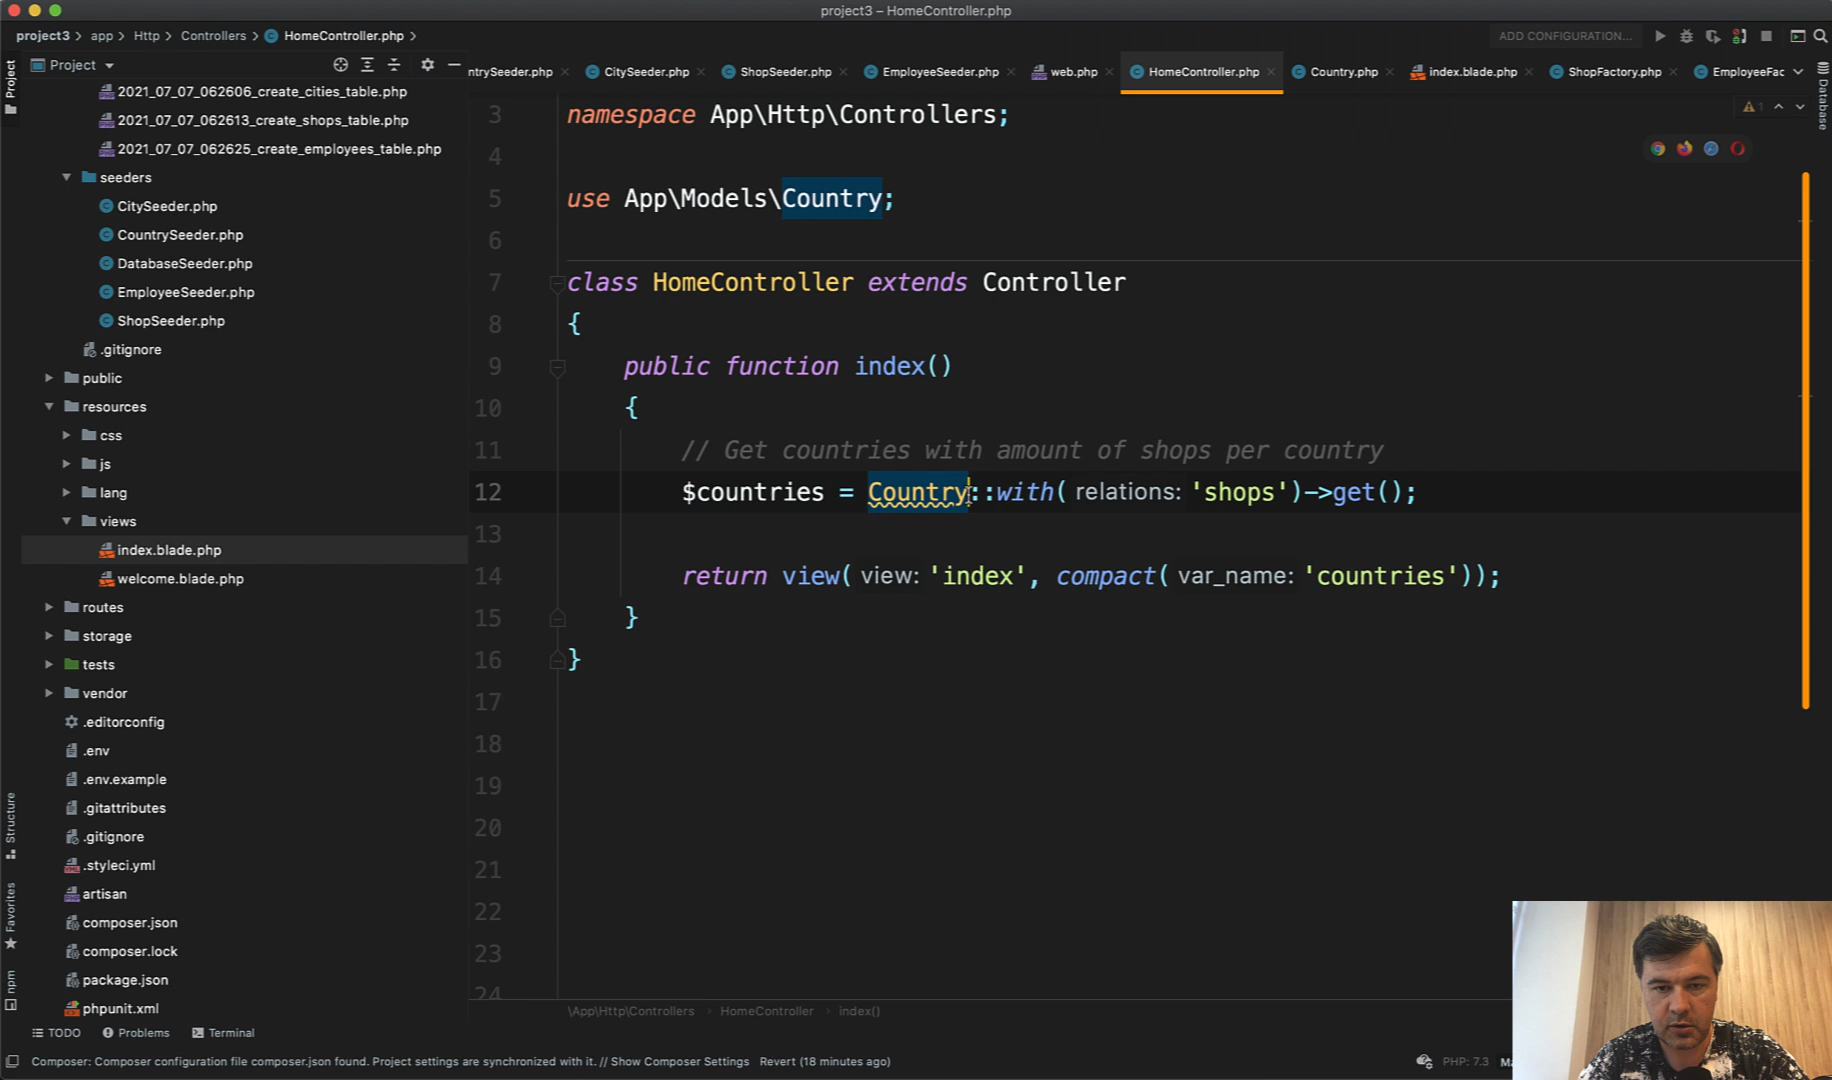 project3 – HomeController.php
project3 > app > Http > Controllers > HomeController.php >
ADD CONFIGURATION...
Project
ntrySeeder.php
CitySeeder.php
ShopSeeder.php
EmployeeSeeder.php
web.php
HomeController.php
Country.php
index.blade.php
ShopFactory.php
EmployeeFac
Project
Database
2021_07_07_062606_create_cities_table.php
2021_07_07_062613_create_shops_table.php
2021_07_07_062625_create_employees_table.php
seeders
CitySeeder.php
CountrySeeder.php
DatabaseSeeder.php
EmployeeSeeder.php
ShopSeeder.php
.gitignore
public
resources
css
js
lang
views
index.blade.php
welcome.blade.php
routes
storage
tests
vendor
.editorconfig
.env
.env.example
.gitattributes
.gitignore
.styleci.yml
artisan
composer.json
composer.lock
package.json
phpunit.xml
Structure
Favorites
npm
1
3 namespace App\Http\Controllers;
4
5 use App\Models\Country;
6
7 class HomeController extends Controller
8 {
9 public function index()
10 {
11 // Get countries with amount of shops per country
12 $countries = Country::with( relations: 'shops')->get();
13
14 return view( view: 'index', compact( var_name: 'countries'));
15 }
16 }
17
18
19
20
21
22
23
24
\App\Http\Controllers > HomeController > index()
TODO Problems Terminal
Composer: Composer configuration file composer.json found. Project settings are synchronized with it. // Show Composer Settings Revert (18 minutes ago)
PHP: 7.3